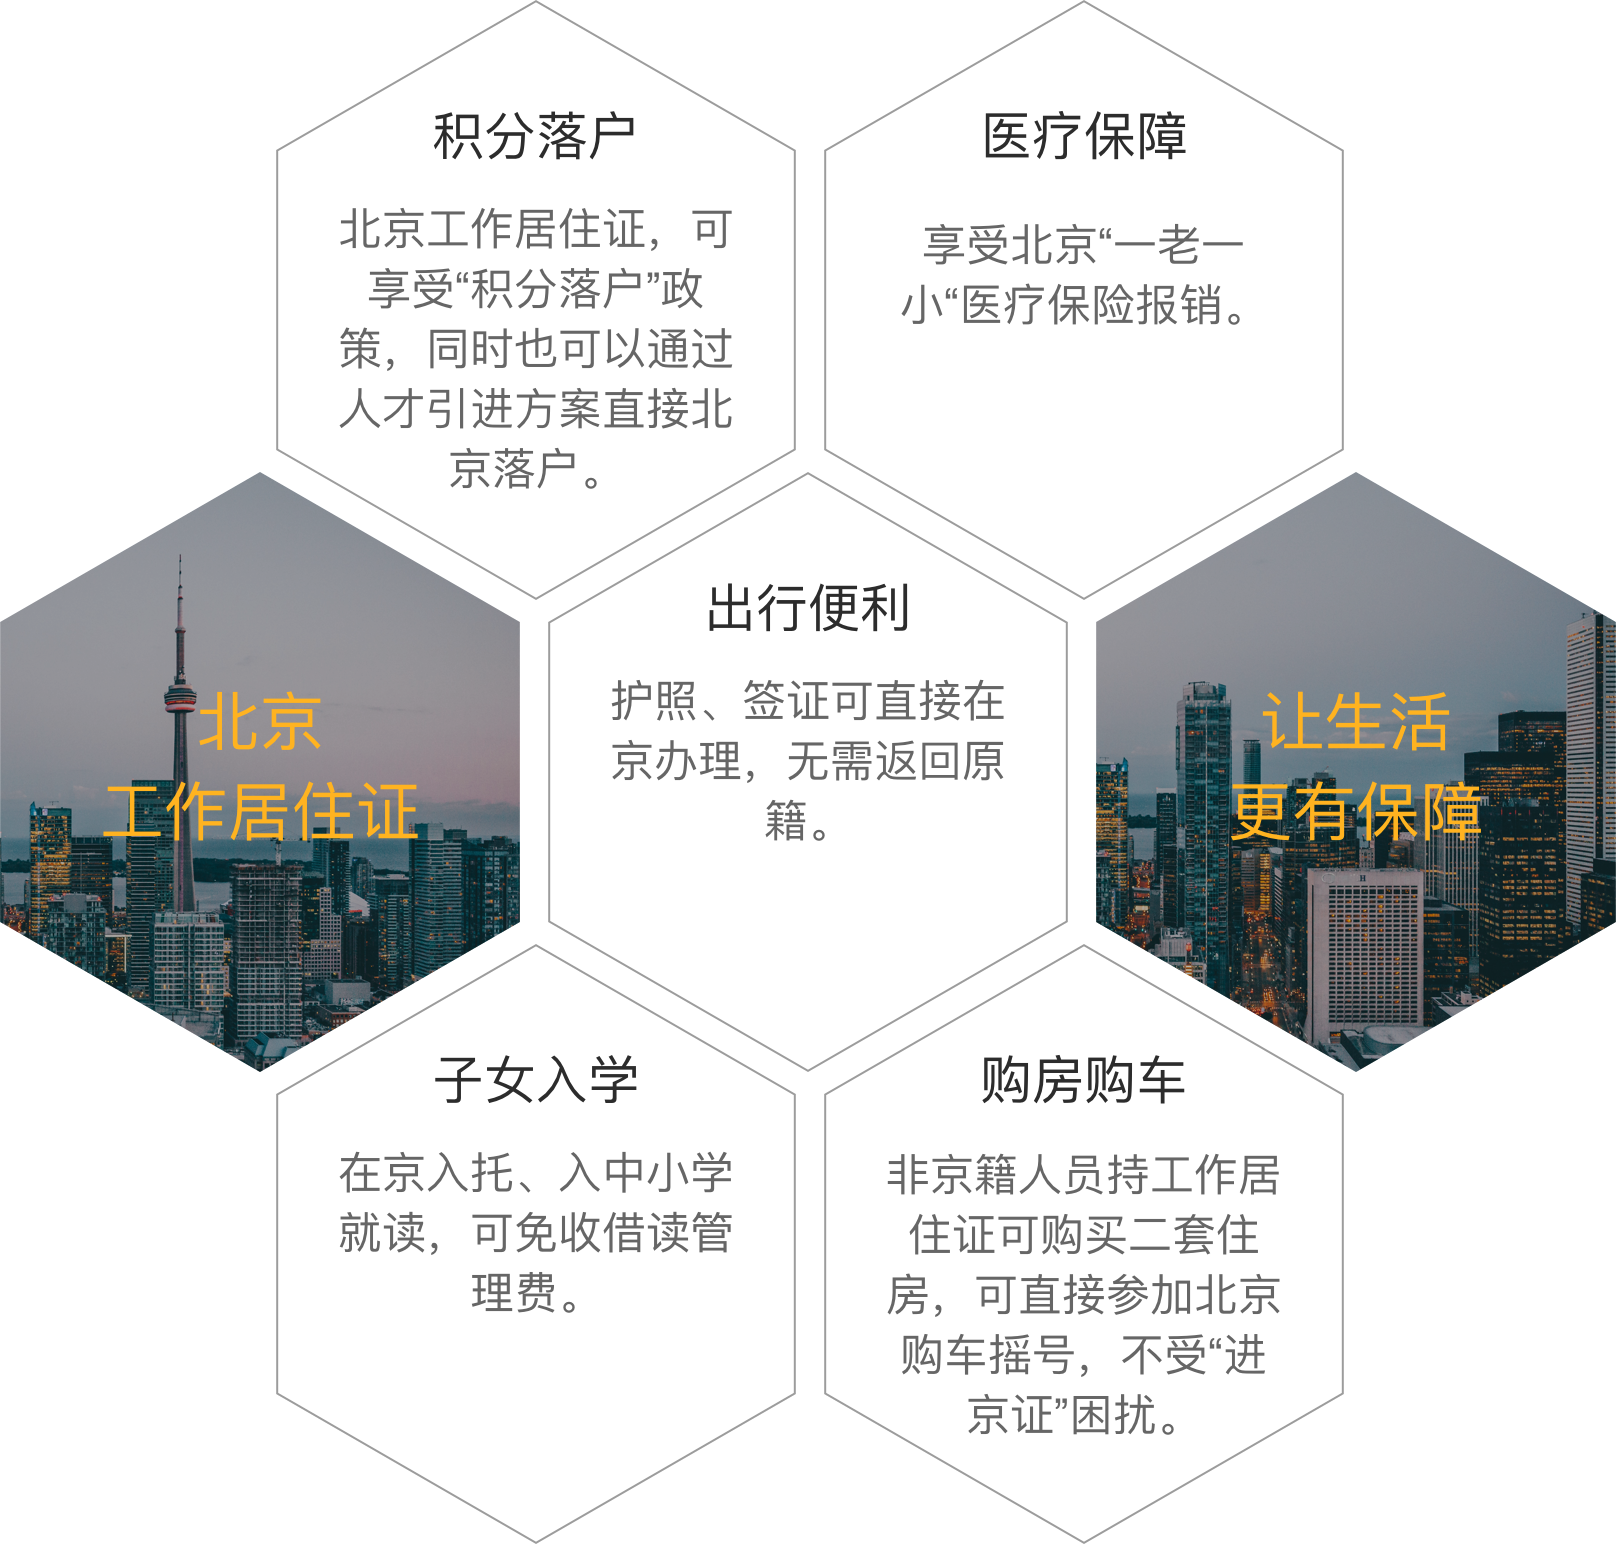 积分落户
北京工作居住证，可
享受“积分落户”政
策，同时也可以通过
人才引进方案直接北
京落户。
医疗保障
享受北京“一老一
小“医疗保险报销。
北京
工作居住证
出行便利
护照、签证可直接在
京办理，无需返回原
籍。
让生活
更有保障
H
子女入学
在京入托、入中小学
就读，可免收借读管
理费。
购房购车
非京籍人员持工作居
住证可购买二套住
房，可直接参加北京
购车摇号，不受“进
京证”困扰。